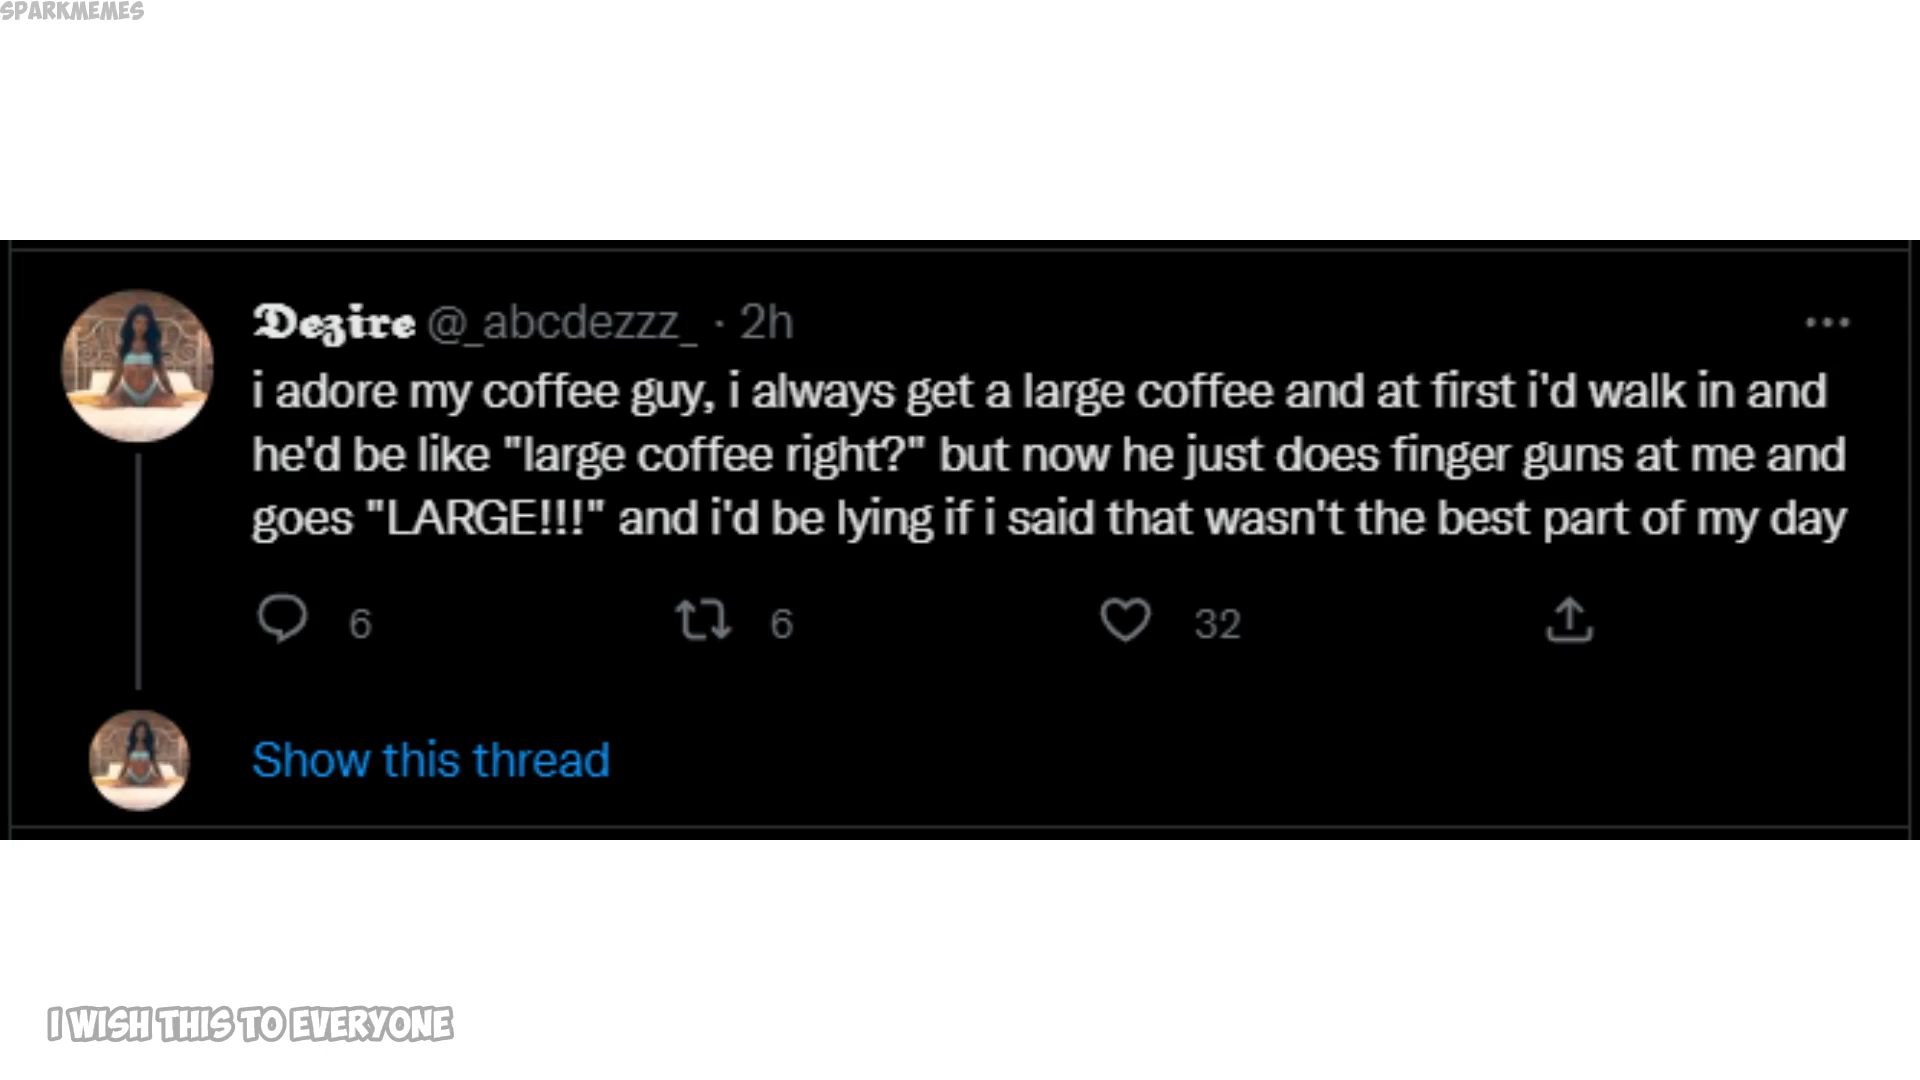 SPARKMEMES
Dezire @_abcdezzz_ · 2h
i adore my coffee guy, i always get a large coffee and at first i'd walk in and
he'd be like "large coffee right?" but now he just does finger guns at me and
goes "LARGE!!!" and i'd be lying if i said that wasn't the best part of my day
6 6 32
Show this thread
I WISH THIS TO EVERYONE